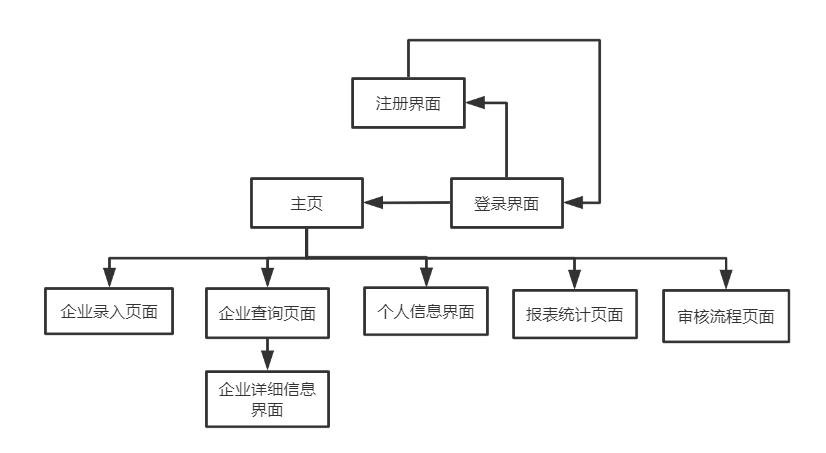 注册界面
主页
登录界面
企业录入页面
企业查询页面
个人信息界面
报表统计页面
审核流程页面
企业详细信息
界面